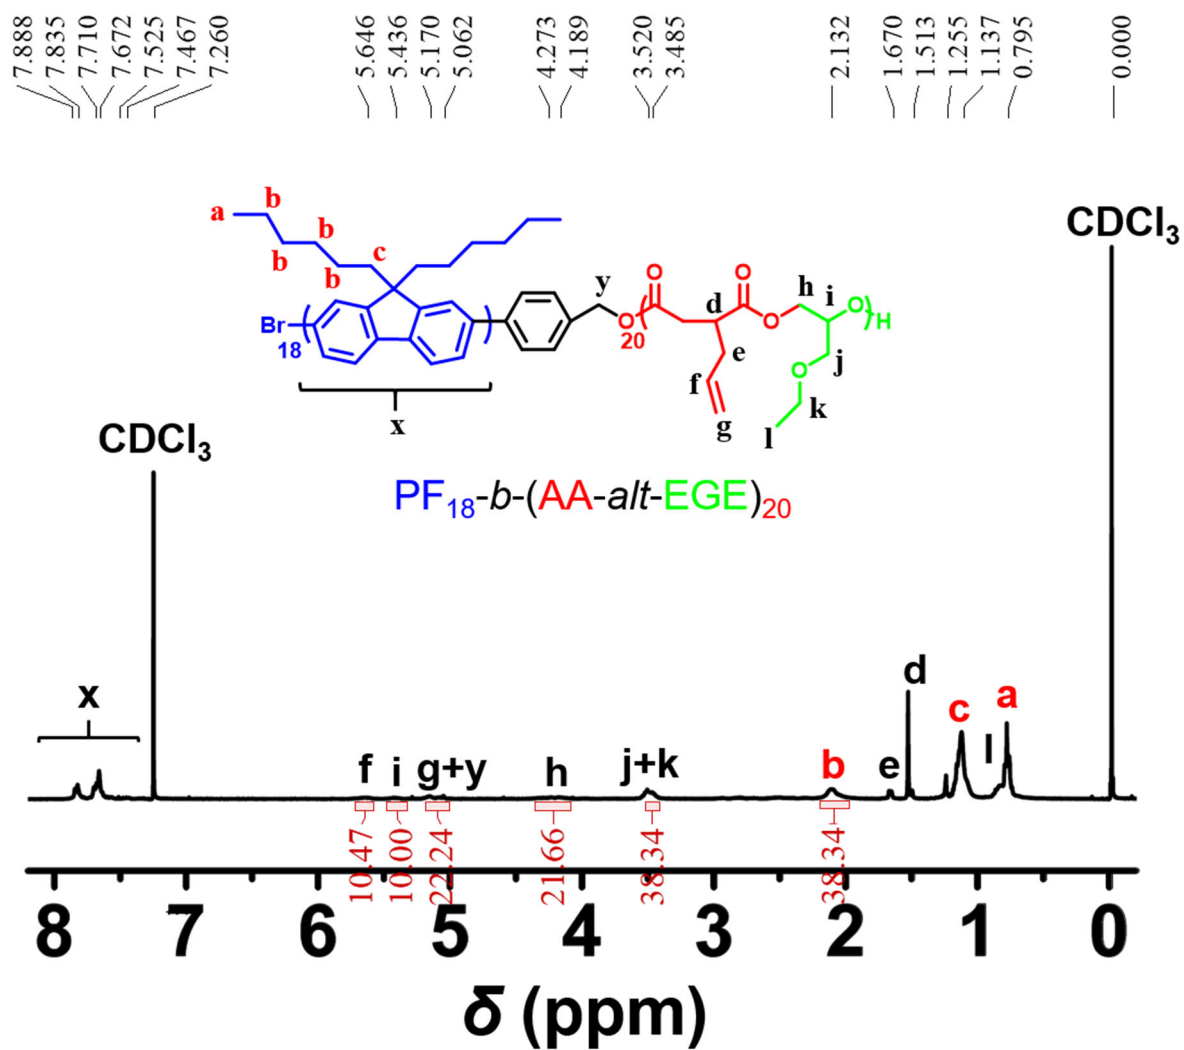 7.888
7.835
7.710
7.672
7.525
7.467
7.260
5.646
5.436
5.170
5.062
4.273
4.189
3.520
3.485
2.132
1.670
1.513
1.255
1.137
0.795
0.000
a b b b b c
Br 18
x
y
O 20
O O
d
O
h i
O H
e
f
g
O
j
k
l
CDCl3
CDCl3
PF18-b-(AA-alt-EGE)20
x
f
i
g+y
h
j+k
b
e
d
c
l
a
10.47
10.00
22.24
21.66
38.34
38.34
8 7 6 5 4 3 2 1 0
δ (ppm)